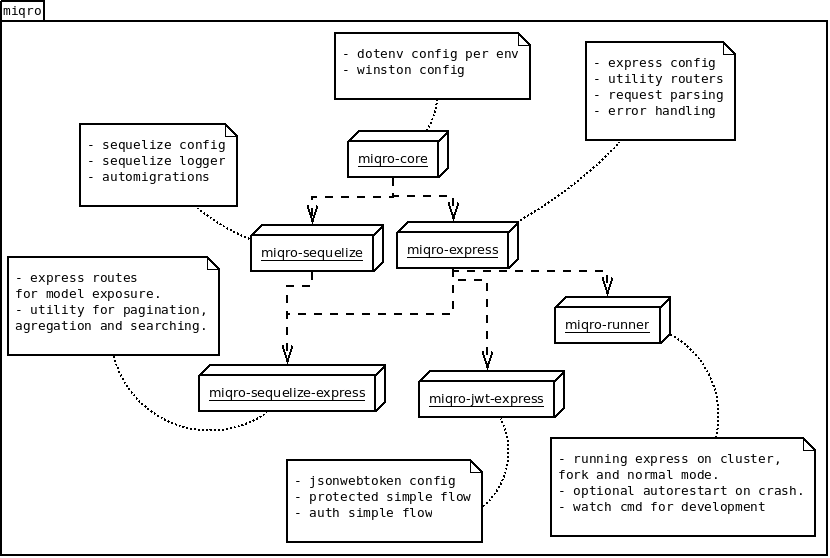 miqro
- dotenv config per env
- winston config
- express config
- utility routers
- request parsing
- error handling
- sequelize config
- sequelize logger
- automigrations
miqro-core
miqro-sequelize
miqro-express
- express routes
for model exposure.
- utility for pagination,
agregation and searching.
miqro-runner
miqro-sequelize-express
miqro-jwt-express
- jsonwebtoken config
- protected simple flow
- auth simple flow
- running express on cluster,
fork and normal mode.
- optional autorestart on crash.
- watch cmd for development